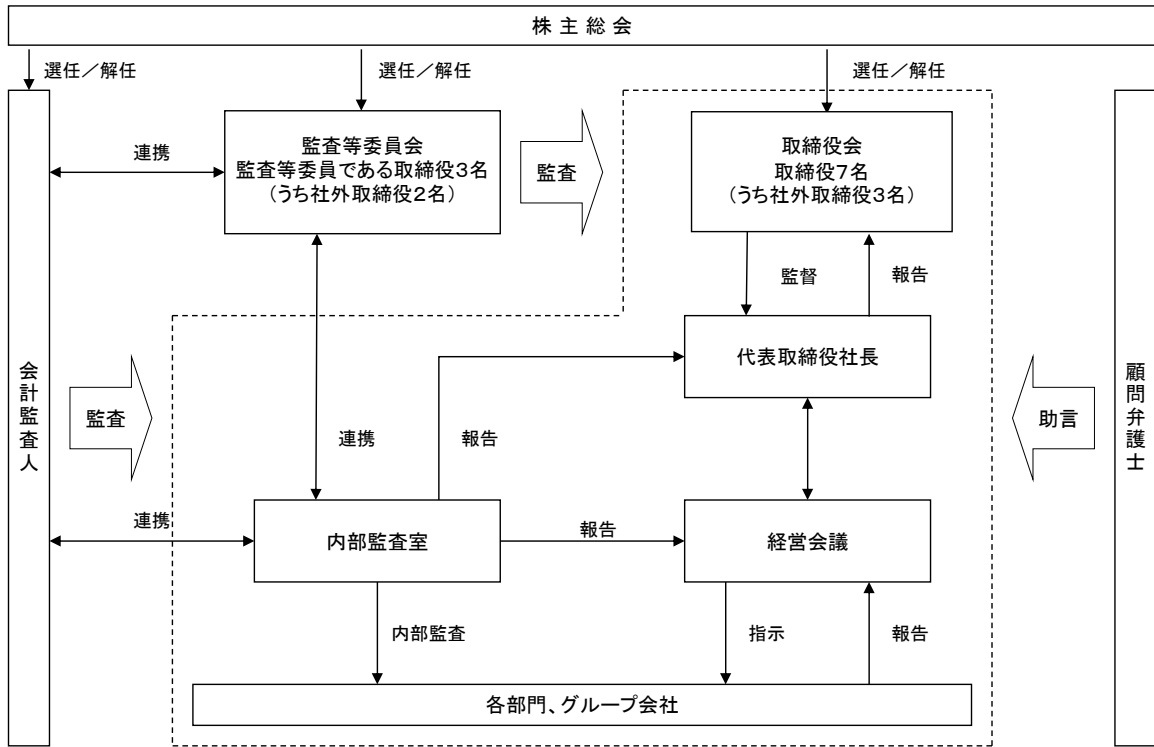 株主総会
選任／解任
選任／解任
選任／解任
監査等委員会
監査等委員である取締役３名
（うち社外取締役２名）
連携
監査
取締役会
取締役７名
（うち社外取締役３名）
監督
報告
代表取締役社長
会計監査人
監査
連携
報告
助言
顧問弁護士
連携
内部監査室
報告
経営会議
内部監査
指示
報告
各部門、グループ会社